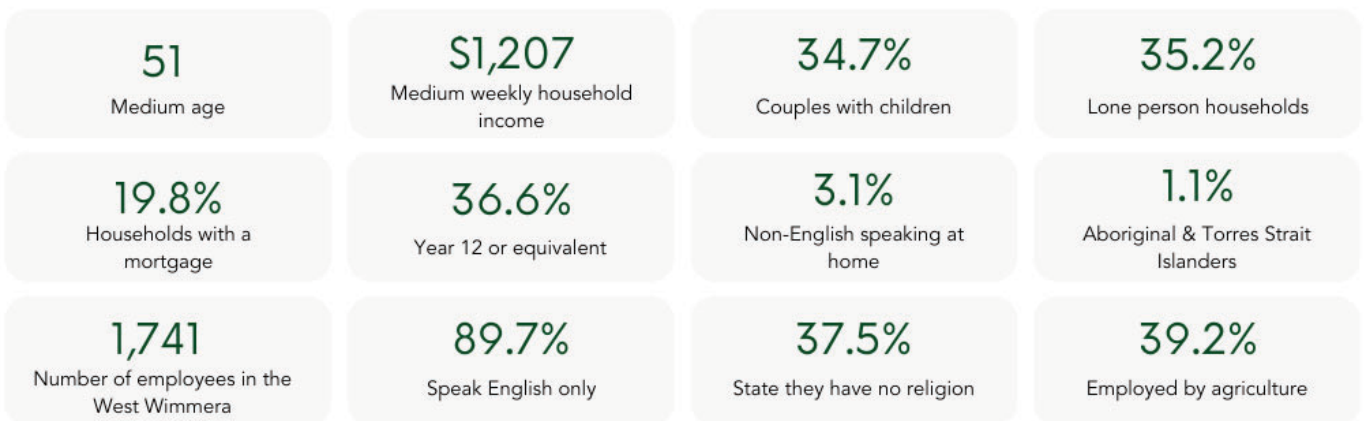 51
Medium age
$1,207
Medium weekly household
income
34.7%
Couples with children
35.2%
Lone person households
19.8%
Households with a
mortgage
36.6%
Year 12 or equivalent
3.1%
Non-English speaking at
home
1.1%
Aboriginal & Torres Strait
Islanders
1,741
Number of employees in the
West Wimmera
89.7%
Speak English only
37.5%
State they have no religion
39.2%
Employed by agriculture